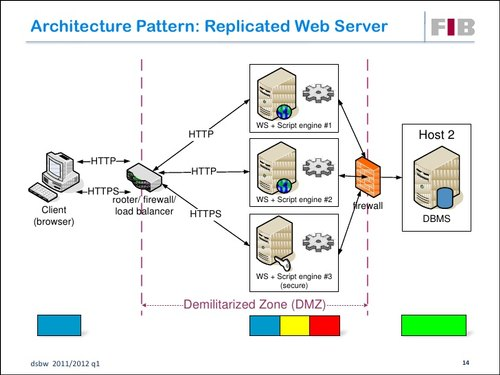 Architecture Pattern: Replicated Web Server
FIB
HTTP
WS + Script engine #1
Host 2
HTTP
HTTP
HTTPS
WS + Script engine #2
Client
(browser)
rooter/ firewall/
load balancer
HTTPS
firewall
DBMS
WS + Script engine #3
(secure)
Demilitarized Zone (DMZ)
dsbw 2011/2012 q1
14